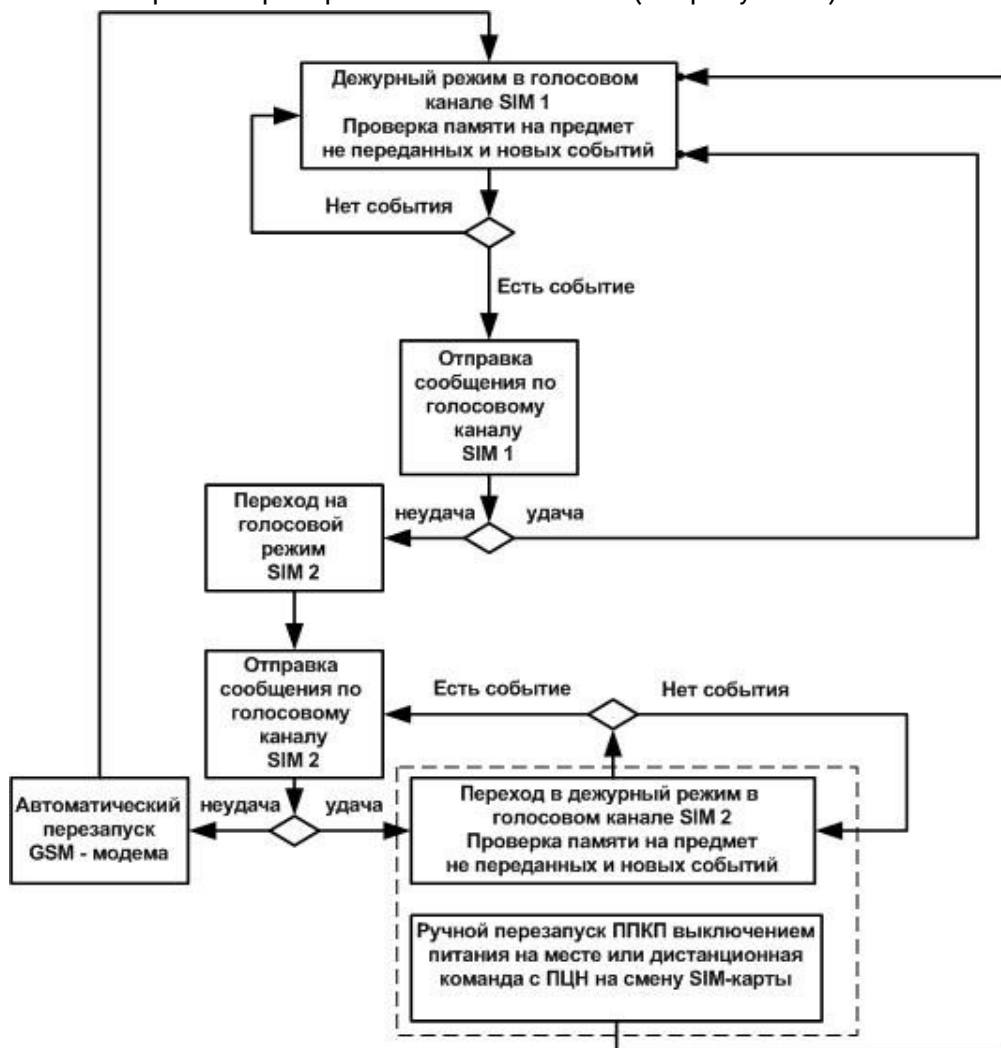 Дежурный режим в голосовом
канале SIM 1
Проверка памяти на предмет
не переданных и новых событий
Нет события
Есть событие
Отправка
сообщения по
голосовому
каналу
SIM 1
неудача
удача
Переход на
голосовой
режим
SIM 2
Отправка
сообщения по
голосовому
каналу
SIM 2
Есть событие
Нет события
Автоматический
перезапуск
GSM - модема
неудача
удача
Переход в дежурный режим в
голосовом канале SIM 2
Проверка памяти на предмет
не переданных и новых событий
Ручной перезапуск ППКП выключением
питания на месте или дистанционная
команда с ПЦН на смену SIM-карты